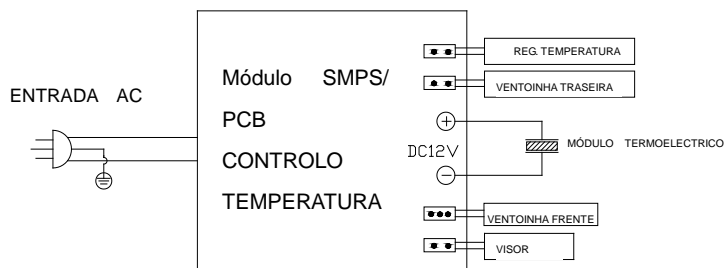 ENTRADA AC
Módulo SMPS/
PCB
CONTROLO
TEMPERATURA
REG. TEMPERATURA
VENTOINHA TRASEIRA
DC12V
MÓDULO TERMOELECTRICO
VENTOINHA FRENTE
VISOR